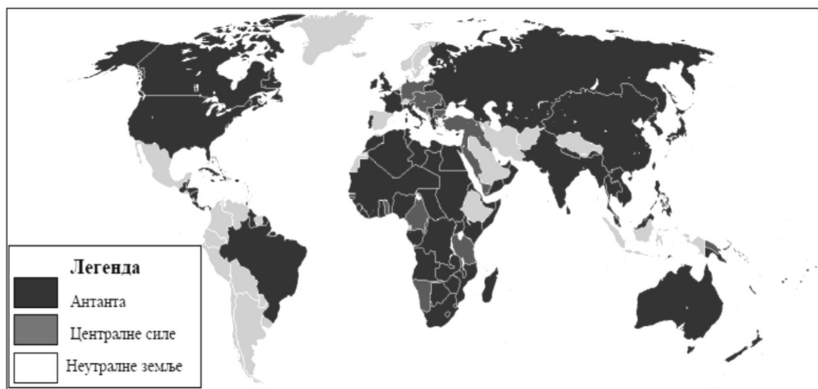 Легенда
Антанта
Централне силе
Неутралне земље